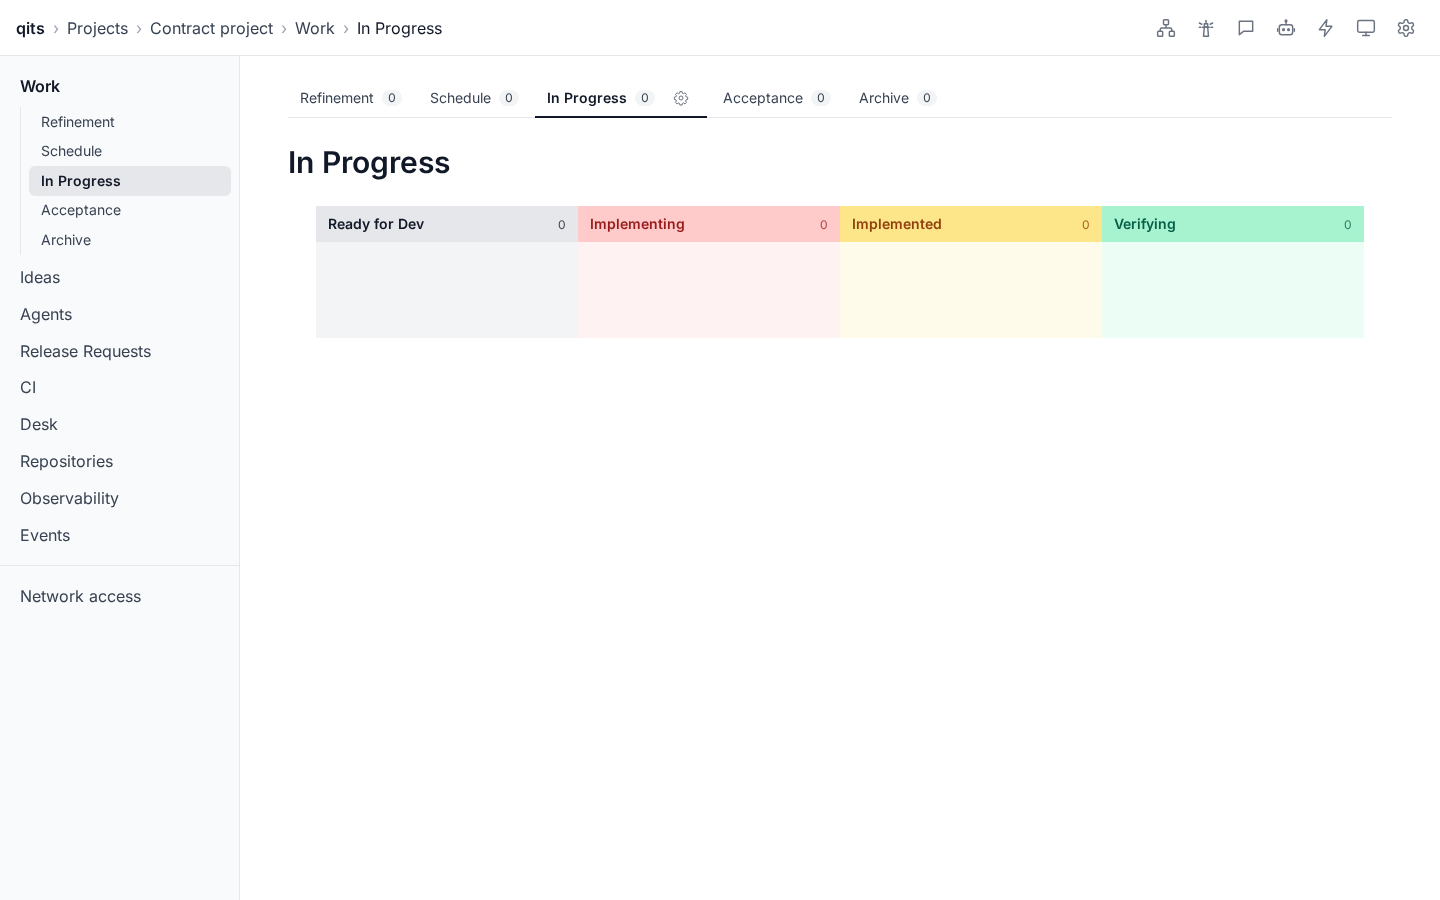 qits › Projects › Contract project › Work › In Progress
Work
Refinement
Schedule
In Progress
Acceptance
Archive
Ideas
Agents
Release Requests
CI
Desk
Repositories
Observability
Events
Network access
Refinement 0 Schedule 0 In Progress 0 Acceptance 0 Archive 0
In Progress
Ready for Dev 0 Implementing 0 Implemented 0 Verifying 0